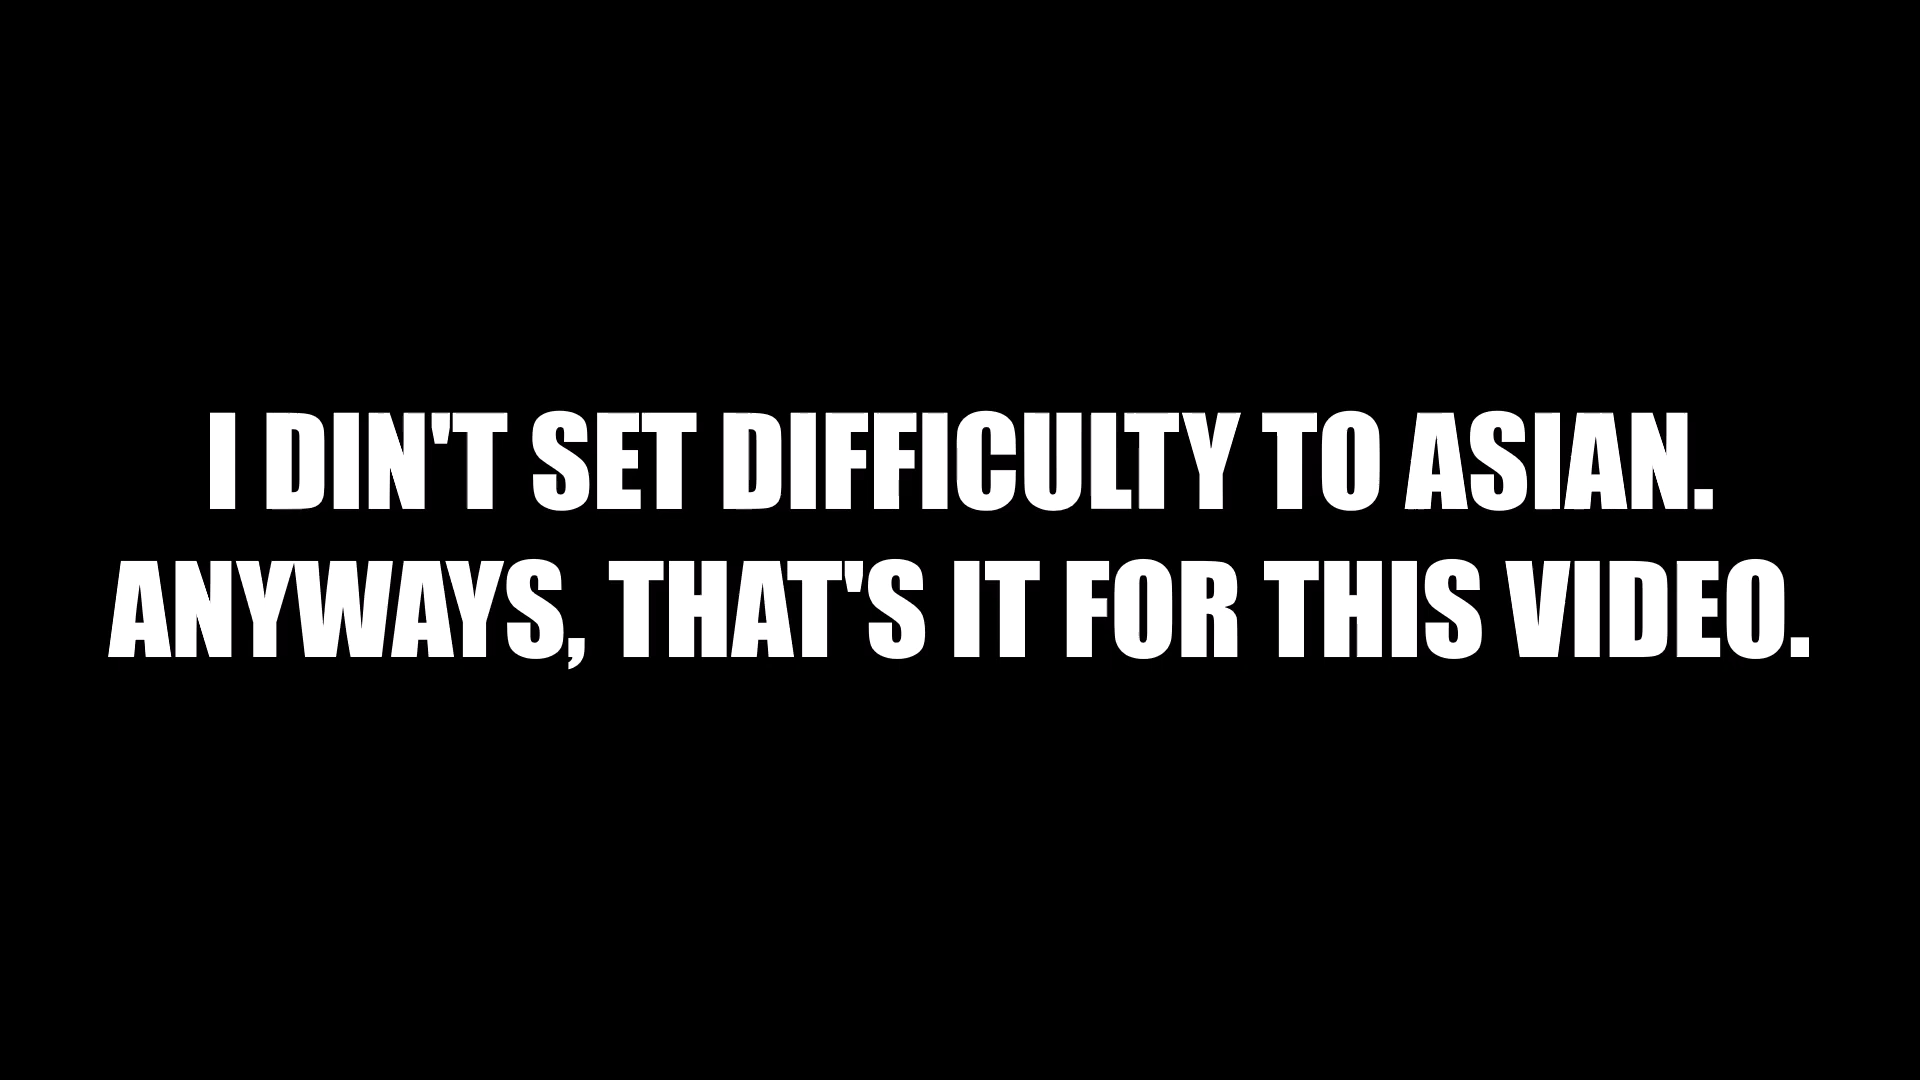 I DIN'T SET DIFFICULTY TO ASIAN.
ANYWAYS, THAT'S IT FOR THIS VIDEO.